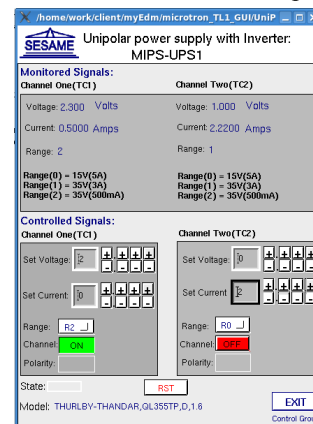 /home/work/client/myEdm/microtron_TL1_GUI/UniP
SESAME
Unipolar power supply with Inverter:
MIPS-UPS1
Monitored Signals:
Channel One(TC1) Channel Two(TC2)
Voltage: 2.300 Volts Voltage: 1.000 Volts
Current: 0.5000 Amps Current: 2.2200 Amps
Range: 2 Range: 1
Range(0) = 15V(5A) Range(0) = 15V(5A)
Range(1) = 35V(3A) Range(1) = 35V(3A)
Range(2) = 35V(500mA) Range(2) = 35V(500mA)
Controlled Signals:
Channel One(TC1) Channel Two(TC2)
Set Voltage: 2 + . + + + Set Voltage: 0 + . + + +
- - - - - - - -
Set Current: 0 + . + + + Set Current 2 + . + + +
- - - - - - - -
Range: R2 Range: R0
Channel: ON Channel: OFF
Polarity: Polarity:
State: RST
Model: THURLBY-THANDAR,QL355TP,D,1.6 EXIT
Control Grou